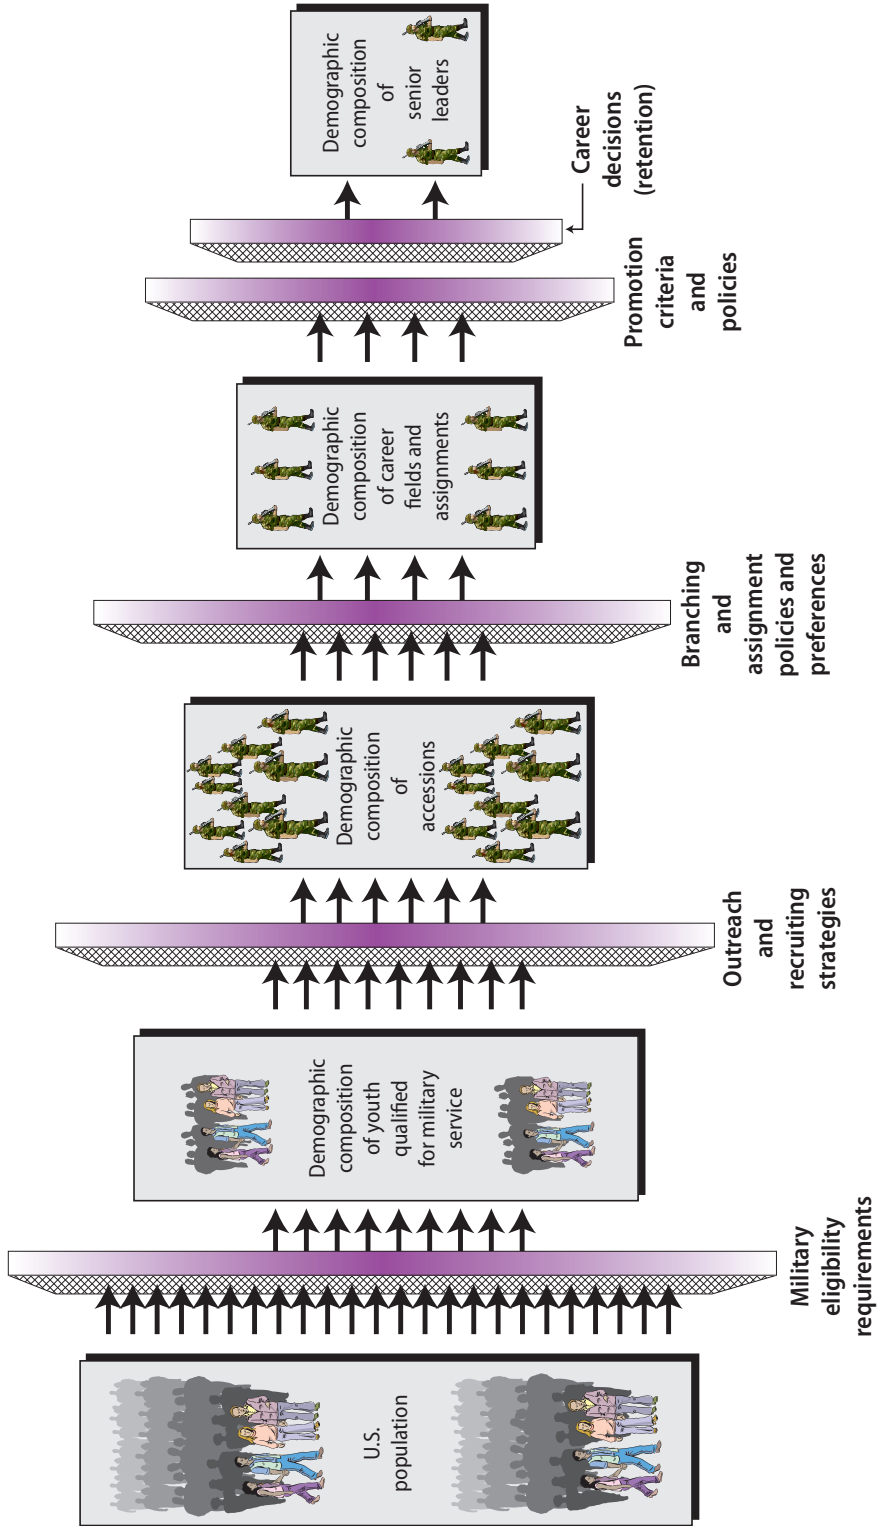 U.S.
population
Military
eligibility
requirements
Demographic
composition
of youth
qualified
for military
service
Outreach
and
recruiting
strategies
Demographic
composition
of
accessions
Branching
and
assignment
policies and
preferences
Demographic
composition
of career
fields and
assignments
Promotion
criteria
and
policies
Career
decisions
(retention)
Demographic
composition
of
senior
leaders